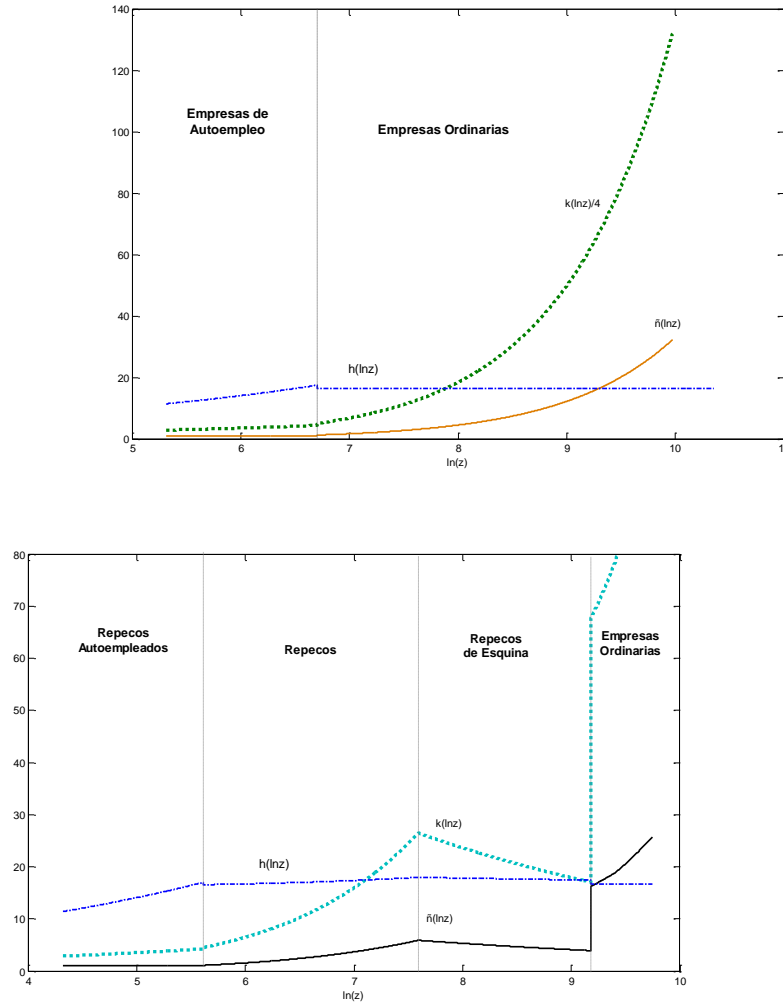 140
120
100
80
60
40
20
0
Empresas de
Autoempleo
Empresas Ordinarias
k(lnz)/4
ñ(lnz)
h(lnz)
5 6 7 8 9 10 11
ln(z)
80
70
60
50
40
30
20
10
0
Repecos
Autoempleados
Repecos
Repecos
de Esquina
Empresas
Ordinarias
k(lnz)
h(lnz)
ñ(lnz)
4 5 6 7 8 9 10
ln(z)